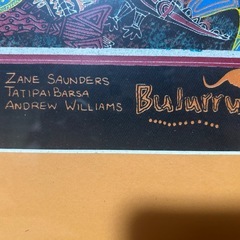 ZANE SAUNDERS
TATIPAI BARSA
ANDREW WILLIAMS
Bulurru